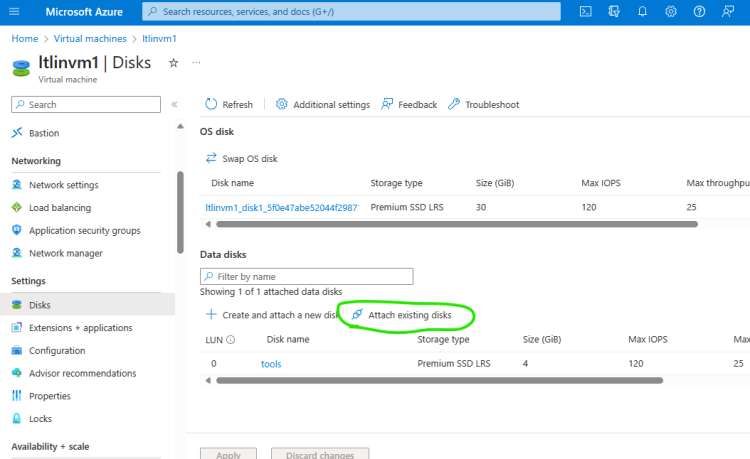 Microsoft Azure
Search resources, services, and docs (G+/)
Home > Virtual machines > ltlinvm1
ltlinvm1 | Disks
Virtual machine
Search
Bastion
Networking
Network settings
Load balancing
Application security groups
Network manager
Settings
Disks
Extensions + applications
Configuration
Advisor recommendations
Properties
Locks
Availability + scale
Refresh
Additional settings
Feedback
Troubleshoot
OS disk
Swap OS disk
Disk name Storage type Size (GiB) Max IOPS Max throughpu
ltlinvm1_disk1_5f0e47abe52044f2987 Premium SSD LRS 30 120 25
Data disks
Filter by name
Showing 1 of 1 attached data disks
Create and attach a new disk
Attach existing disks
LUN Disk name Storage type Size (GiB) Max IOPS Max
0 tools Premium SSD LRS 4 120 25
Apply
Discard changes